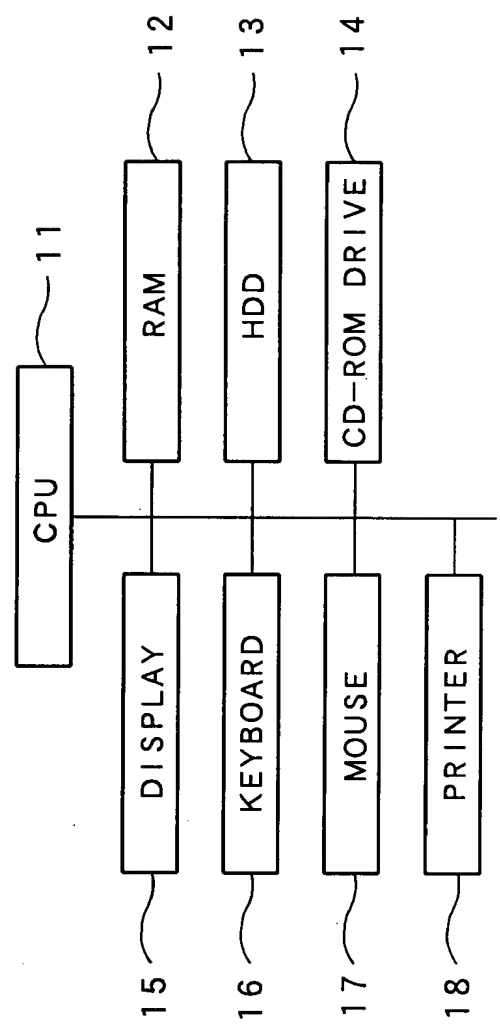 CPU 11
15 DISPLAY RAM 12
16 KEYBOARD HDD 13
17 MOUSE CD-ROM DRIVE 14
18 PRINTER